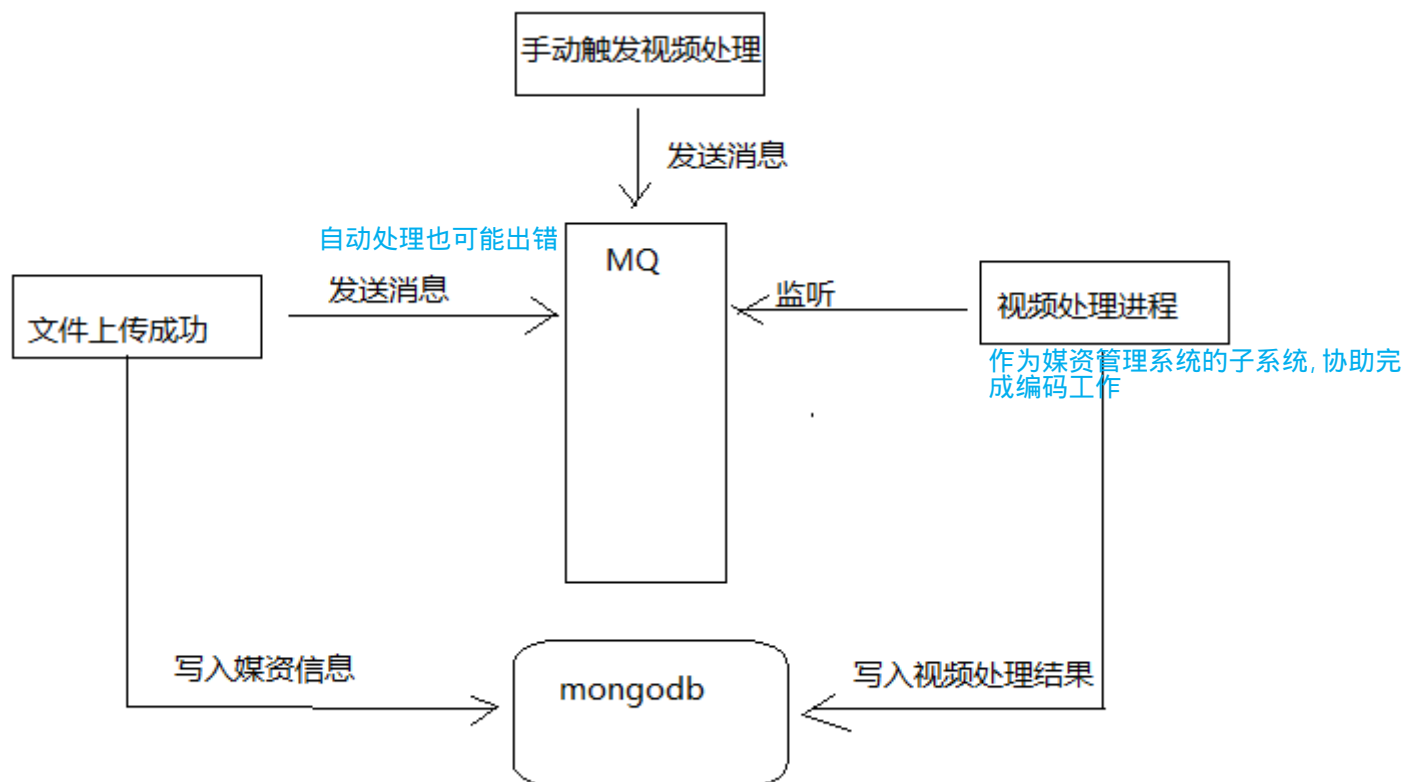 手动触发视频处理
发送消息
自动处理也可能出错
MQ
发送消息
监听
视频处理进程
文件上传成功
作为媒资管理系统的子系统, 协助完
成编码工作
写入媒资信息
写入视频处理结果
mongodb